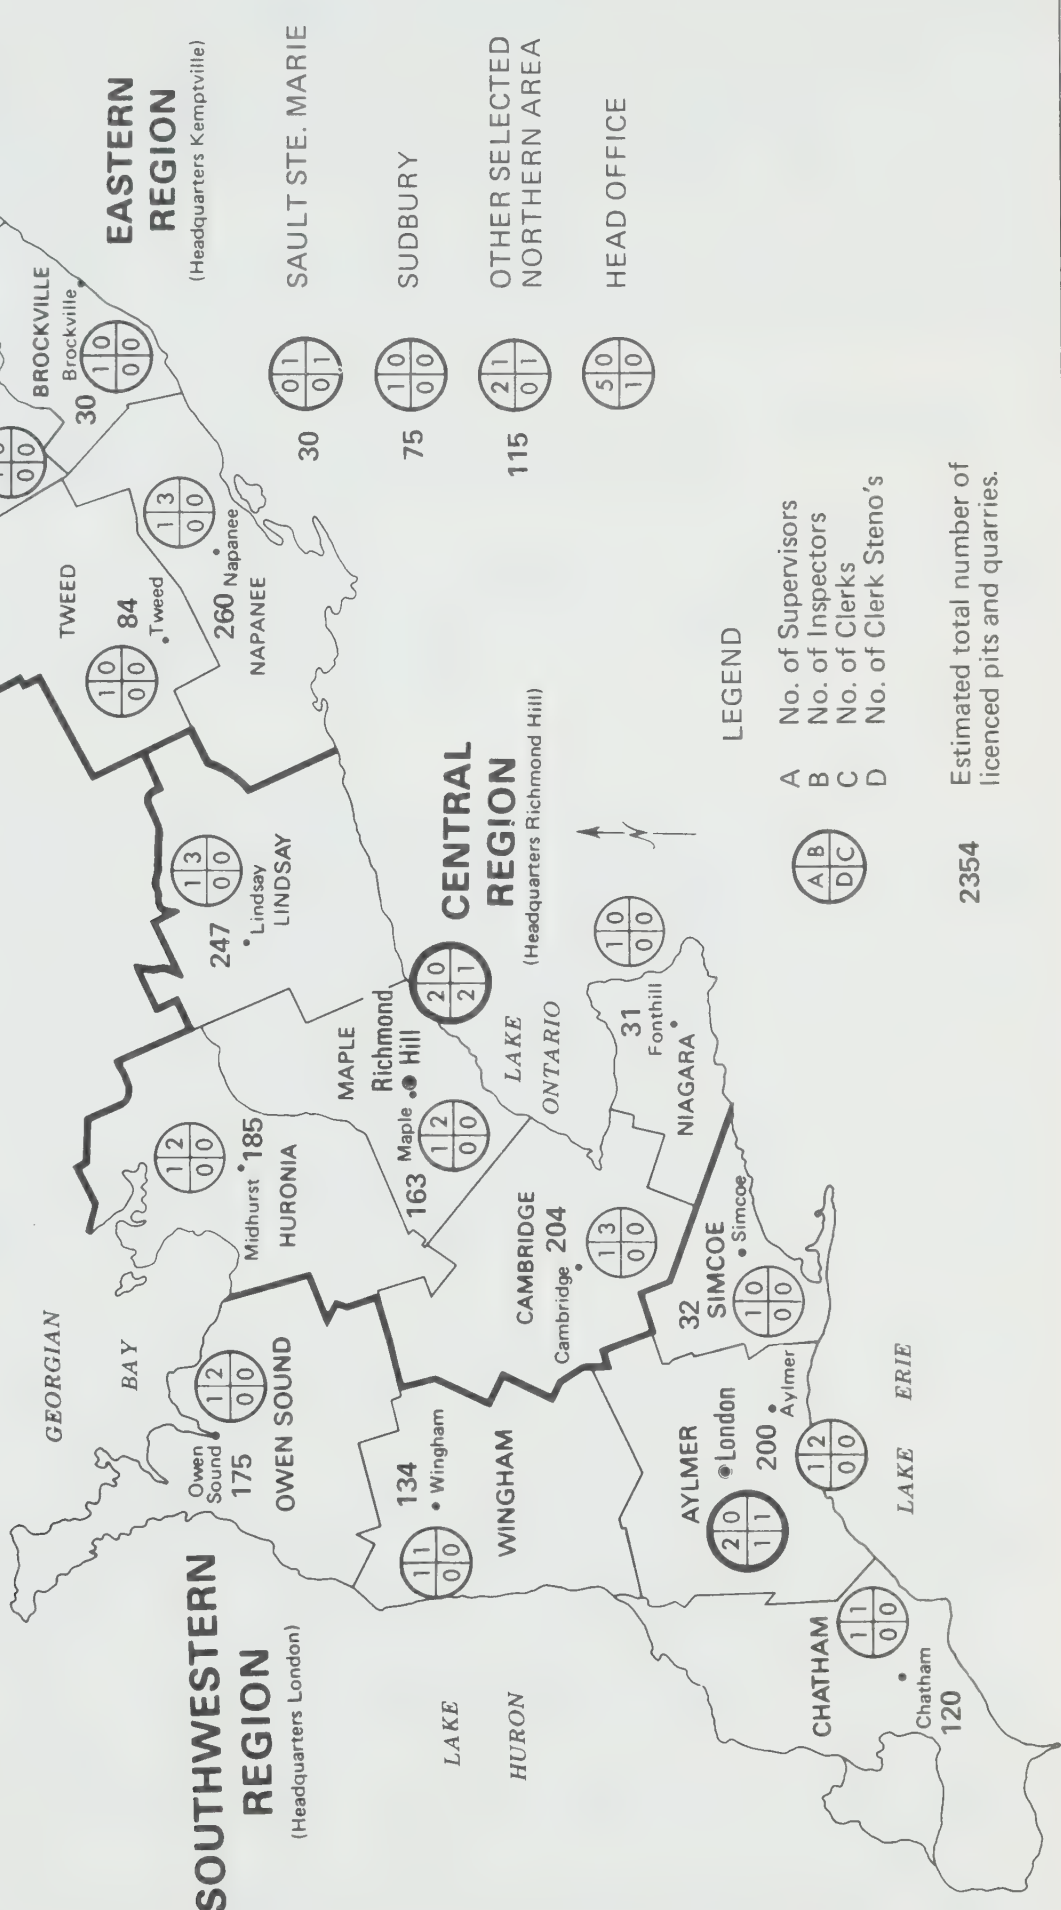 EASTERN
REGION
(Headquarters Kemptville)
BROCKVILLE
Brockville
30
1 0
0 0
0 0
TWEED
84
Tweed
1 0
0 0
260
Napanee
NAPANEE
1 3
0 0
30
0 1
0 1
SAULT STE. MARIE
75
1 0
0 0
SUDBURY
115
2 1
0 1
OTHER SELECTED
NORTHERN AREA
5 0
1 0
HEAD OFFICE
CENTRAL
REGION
(Headquarters Richmond Hill)
247
Lindsay
LINDSAY
1 3
0 0
MAPLE
Richmond
Hill
2 0
2 1
Maple
163
1 2
0 0
1 2
0 0
Midhurst
185
HURONIA
LAKE
ONTARIO
1 0
0 0
31
Fonthill
NIAGARA
CAMBRIDGE
Cambridge
204
1 3
0 0
GEORGIAN
BAY
SOUTHWESTERN
REGION
(Headquarters London)
Owen
Sound
175
OWEN SOUND
1 2
0 0
134
Wingham
WINGHAM
1 1
0 0
32
SIMCOE
Simcoe
1 0
0 0
AYLMER
London
200
Aylmer
2 0
1 1
1 2
0 0
LAKE ERIE
LAKE
HURON
CHATHAM
1 1
0 0
Chatham
120
LEGEND
A B
D C
A No. of Supervisors
B No. of Inspectors
C No. of Clerks
D No. of Clerk Steno's
2354 Estimated total number of
licenced pits and quarries.